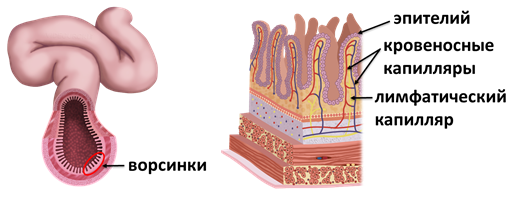 эпителий
кровеносные
капилляры
лимфатический
капилляр
ворсинки